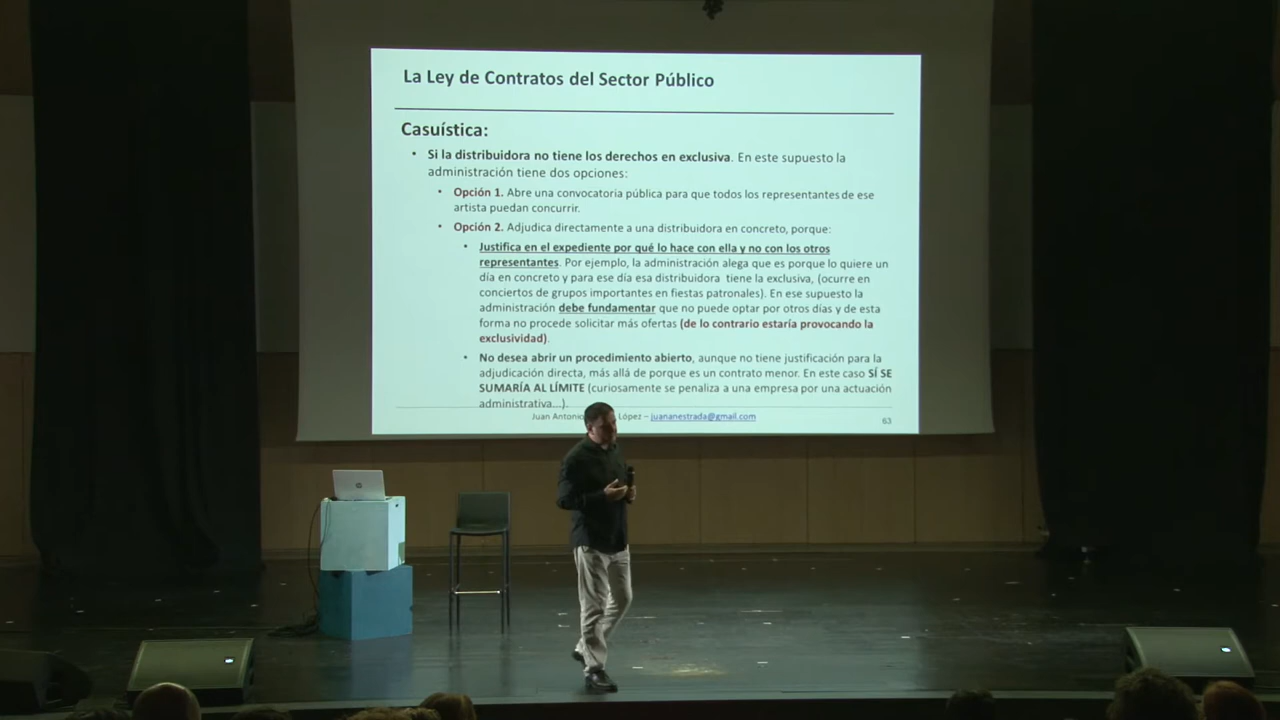 La Ley de Contratos del Sector Público
Casuística:
• Si la distribuidora no tiene los derechos en exclusiva. En este supuesto la
administración tiene dos opciones:
• Opción 1. Abre una convocatoria pública para que todos los representantes de ese
artista puedan concurrir.
• Opción 2. Adjudica directamente a una distribuidora en concreto, porque:
• Justifica en el expediente por qué lo hace con ella y no con los otros
representantes. Por ejemplo, la administración alega que es porque lo quiere un
día en concreto y para ese día esa distribuidora tiene la exclusiva, (ocurre en
conciertos de grupos importantes en fiestas patronales). En ese supuesto la
administración debe fundamentar que no puede optar por otros días y de esta
forma no procede solicitar más ofertas (de lo contrario estaría provocando la
exclusividad).
• No desea abrir un procedimiento abierto, aunque no tiene justificación para la
adjudicación directa, más allá de porque es un contrato menor. En este caso SÍ SE
SUMARÍA AL LÍMITE (curiosamente se penaliza a una empresa por una actuación
administrativa...).
Juan Antonio López – juananestrada@gmail.com
63